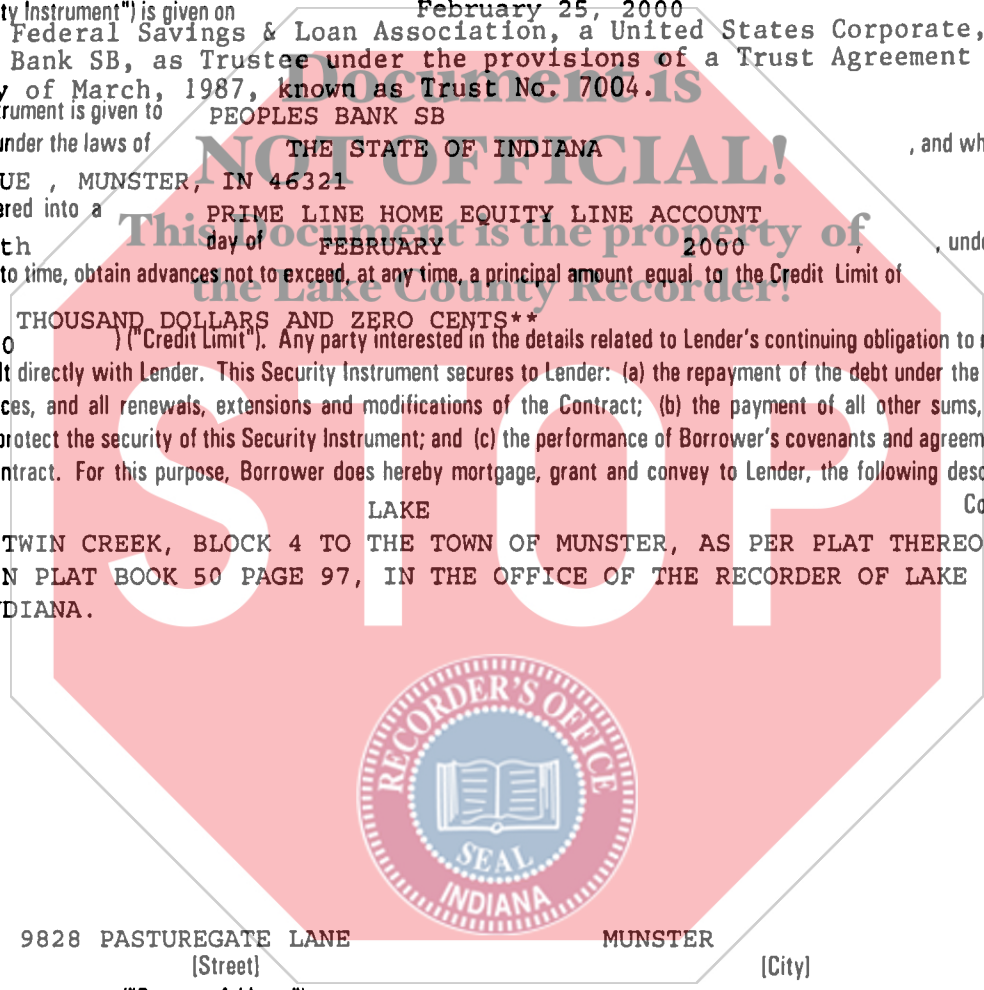 ty Instrument") is given on February 25, 2000
Federal Savings & Loan Association, a United States Corporate,
Bank SB, as Trustee under the provisions of a Trust Agreement
y of March, 1987, known as Trust No. 7004.
rument is given to PEOPLES BANK SB
under the laws of THE STATE OF INDIANA , and wh
UE , MUNSTER, IN 46321
ered into a PRIME LINE HOME EQUITY LINE ACCOUNT
th day of FEBRUARY 2000 , , unde
to time, obtain advances not to exceed, at any time, a principal amount equal to the Credit Limit of
THOUSAND DOLLARS AND ZERO CENTS**
0 ) ("Credit Limit"). Any party interested in the details related to Lender's continuing obligation to
lt directly with Lender. This Security Instrument secures to Lender: (a) the repayment of the debt under the
ces, and all renewals, extensions and modifications of the Contract; (b) the payment of all other sums,
protect the security of this Security Instrument; and (c) the performance of Borrower's covenants and agreem
ntract. For this purpose, Borrower does hereby mortgage, grant and convey to Lender, the following desc
LAKE Co
TWIN CREEK, BLOCK 4 TO THE TOWN OF MUNSTER, AS PER PLAT THEREO
N PLAT BOOK 50 PAGE 97, IN THE OFFICE OF THE RECORDER OF LAKE
DIANA.
9828 PASTUREGATE LANE MUNSTER
[Street] [City]
Document is
NOT OFFICIAL!
This Document is the property of
the Lake County Recorder!
STOP
RECORDER'S OFFICE
SEAL
INDIANA